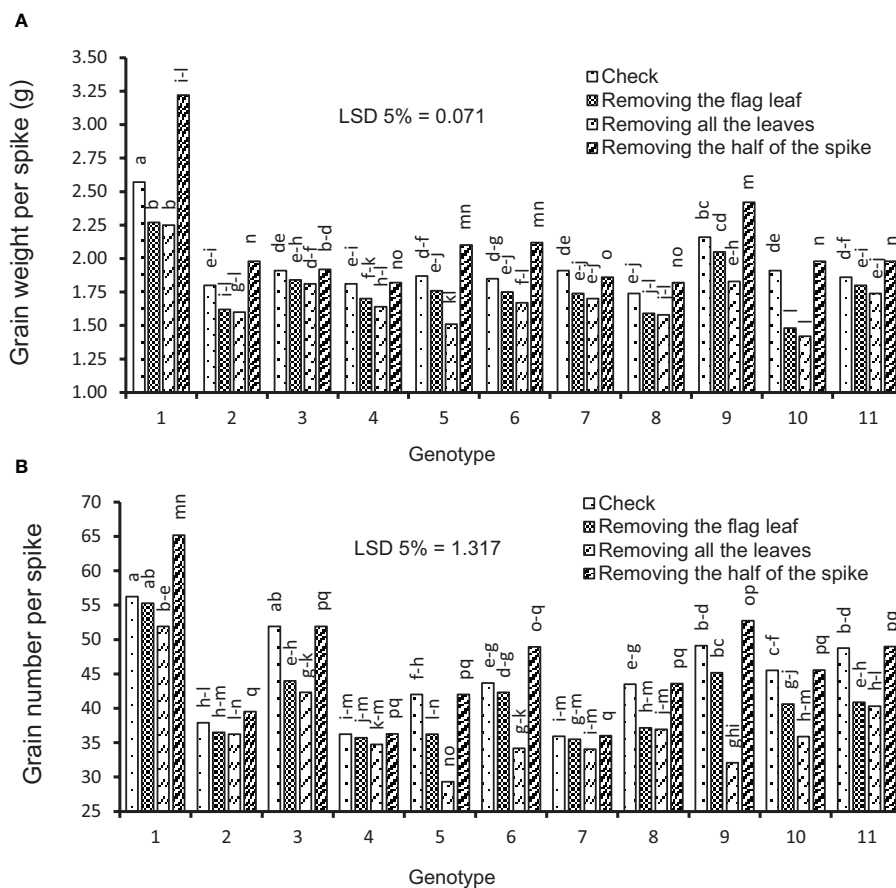 A
Grain weight per spike (g)
3.50
3.25
3.00
2.75
2.50
2.25
2.00
1.75
1.50
1.25
1.00
LSD 5% = 0.071
Check
Removing the flag leaf
Removing all the leaves
Removing the half of the spike
a b b i-l
e-i i-l g-l n
de e-h d-f b-d
e-i f-k h-l no
d-f e-j kl mn
d-g e-j f-l mn
de e-j e-j o
e-j j-l i-l no
bc cd e-h m
de l l n
d-f e-i e-j n
1 2 3 4 5 6 7 8 9 10 11
Genotype
B
Grain number per spike
70
65
60
55
50
45
40
35
30
25
LSD 5% = 1.317
Check
Removing the flag leaf
Removing all the leaves
Removing the half of the spike
a ab b-e mn
h-l h-m l-n q
ab e-h g-k pq
i-m j-m k-m pq
f-h l-n no pq
e-g d-g g-k o-q
i-m g-m i-m q
e-g h-m i-m pq
b-d bc ghi op
c-f g-j h-m pq
b-d e-h h-l pq
1 2 3 4 5 6 7 8 9 10 11
Genotype